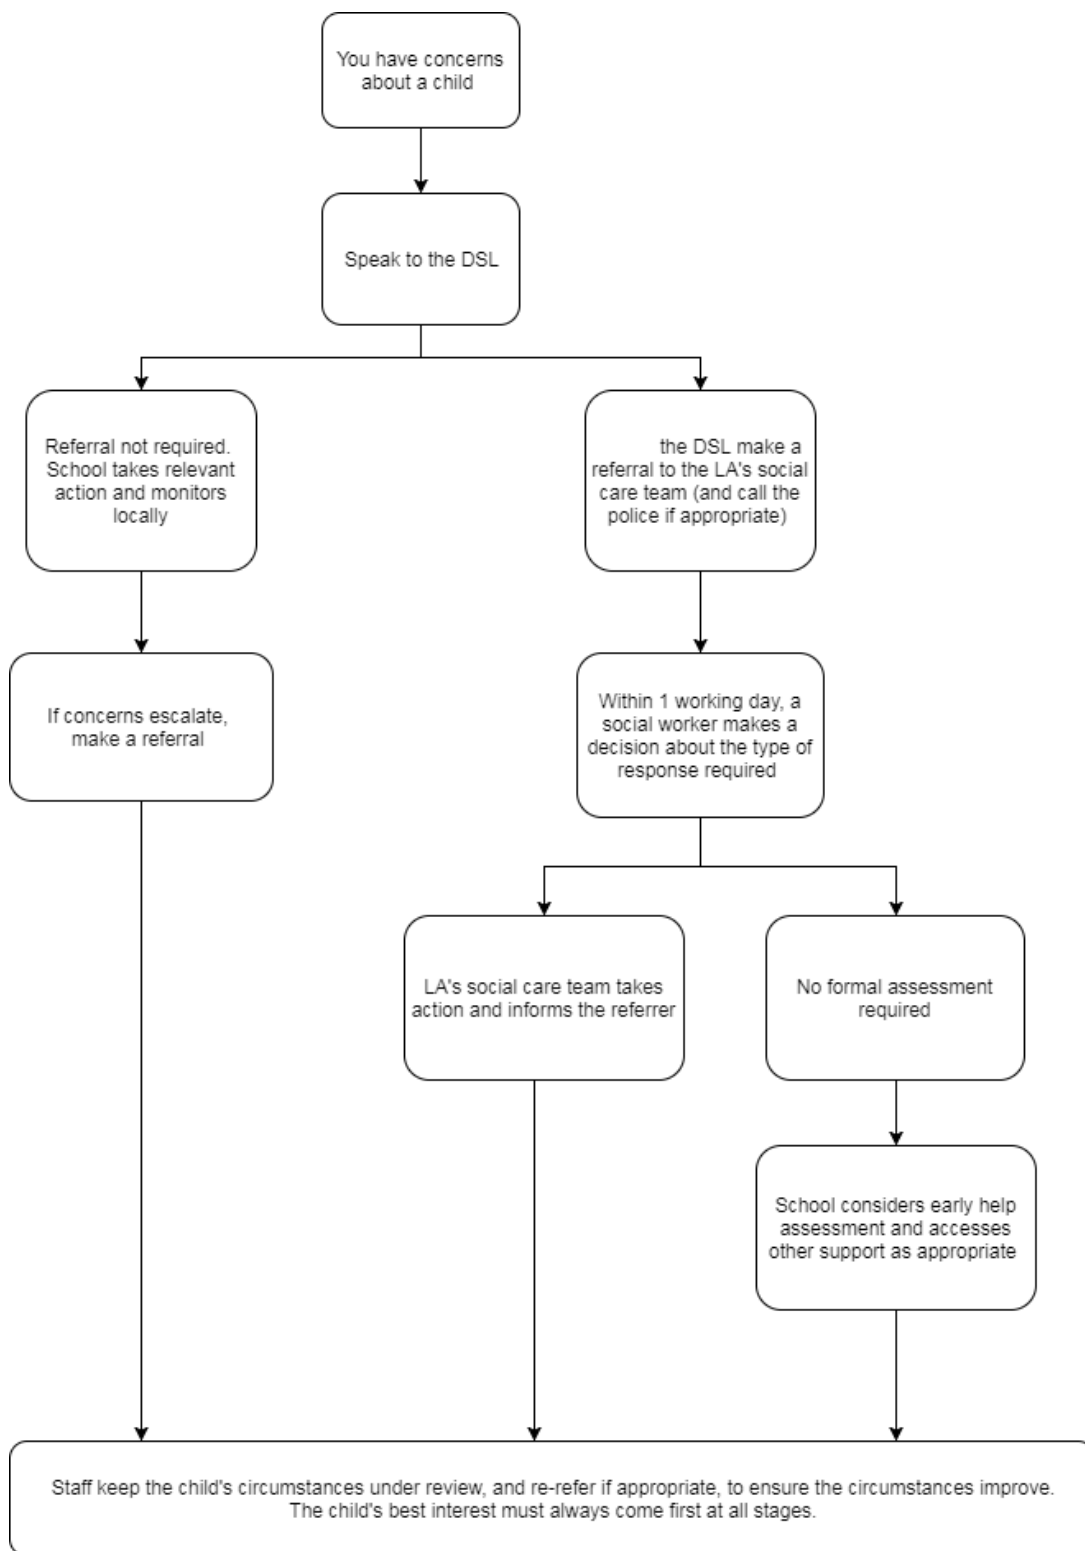 You have concerns
about a child
Speak to the DSL
Referral not required.
School takes relevant
action and monitors
locally
the DSL make a
referral to the LA's social
care team (and call the
police if appropriate)
If concerns escalate,
make a referral
Within 1 working day, a
social worker makes a
decision about the type of
response required
LA's social care team takes
action and informs the referrer
No formal assessment
required
School considers early help
assessment and accesses
other support as appropriate
Staff keep the child's circumstances under review, and re-refer if appropriate, to ensure the circumstances improve.
The child's best interest must always come first at all stages.